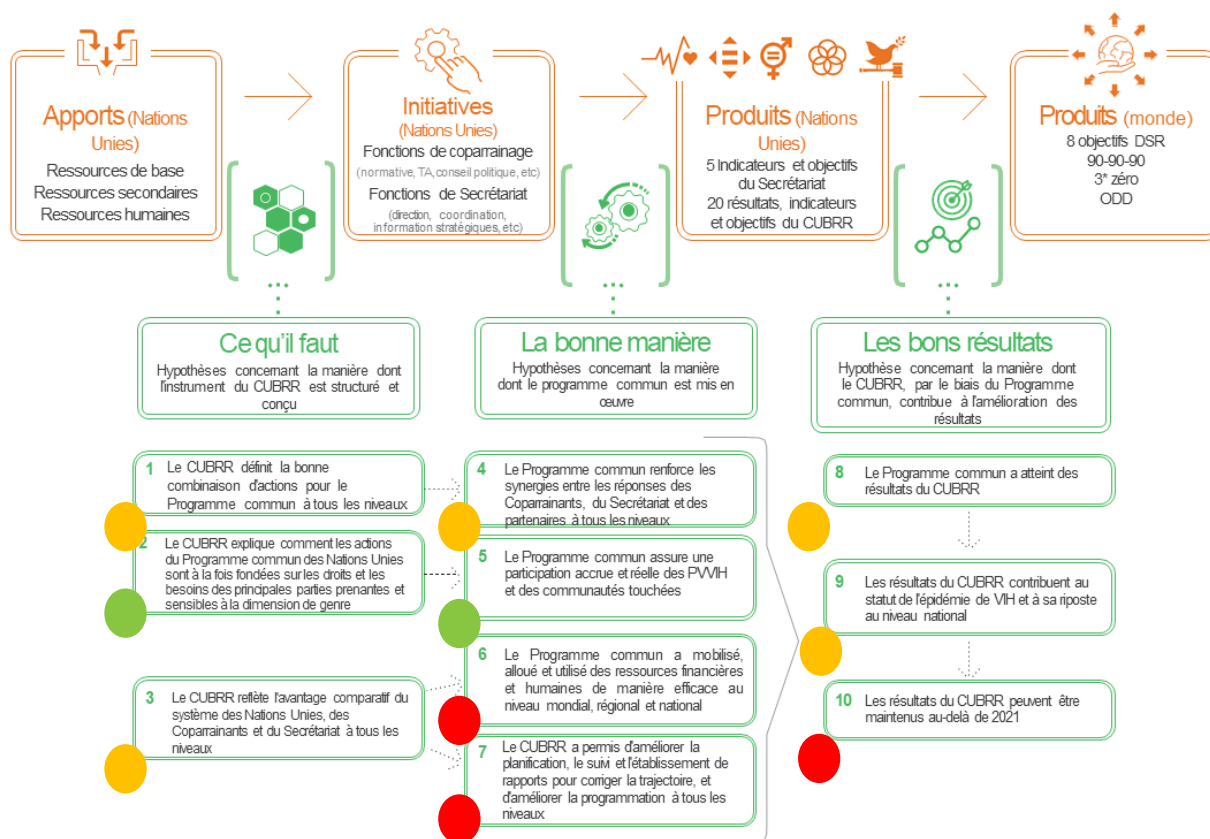 Apports (Nations
Unies)
Ressources de base
Ressources secondaires
Ressources humaines
Initiatives
(Nations Unies)
Fonctions de coparrainage
(normative, TA, conseil politique, etc)
Fonctions de Secrétariat
(direction, coordination,
information stratégiques, etc)
Produits (Nations
Unies)
5 Indicateurs et objectifs
du Secrétariat
20 résultats, indicateurs
et objectifs du CUBRR
Produits (monde)
8 objectifs DSR
90-90-90
3* zéro
ODD
Ce qu'il faut
Hypothèses concernant la manière dont
l'instrument du CUBRR est structuré et
conçu
La bonne manière
Hypothèses concernant la manière
dont le programme commun est mis en
œuvre
Les bons résultats
Hypothèse concernant la manière dont
le CUBRR, par le biais du Programme
commun, contribue à l'amélioration des
résultats
1 Le CUBRR définit la bonne
combinaison d'actions pour le
Programme commun à tous les niveaux
2 Le CUBRR explique comment les actions
du Programme commun des Nations Unies
sont à la fois fondées sur les droits et les
besoins des principales parties prenantes et
sensibles à la dimension de genre
3 Le CUBRR reflète l'avantage comparatif du
système des Nations Unies, des
Coparrainants et du Secrétariat à tous les
niveaux
4 Le Programme commun renforce les
synergies entre les réponses des
Coparrainants, du Secrétariat et des
partenaires à tous les niveaux
5 Le Programme commun assure une
participation accrue et réelle des PVVIH
et des communautés touchées
6 Le Programme commun a mobilisé,
alloué et utilisé des ressources financières
et humaines de manière efficace au
niveau mondial, régional et national
7 Le CUBRR a permis d'améliorer la
planification, le suivi et l'établissement de
rapports pour corriger la trajectoire, et
d'améliorer la programmation à tous les
niveaux
8 Le Programme commun a atteint des
résultats du CUBRR
9 Les résultats du CUBRR contribuent au
statut de l'épidémie de VIH et à sa riposte
au niveau national
10 Les résultats du CUBRR peuvent être
maintenus au-delà de 2021